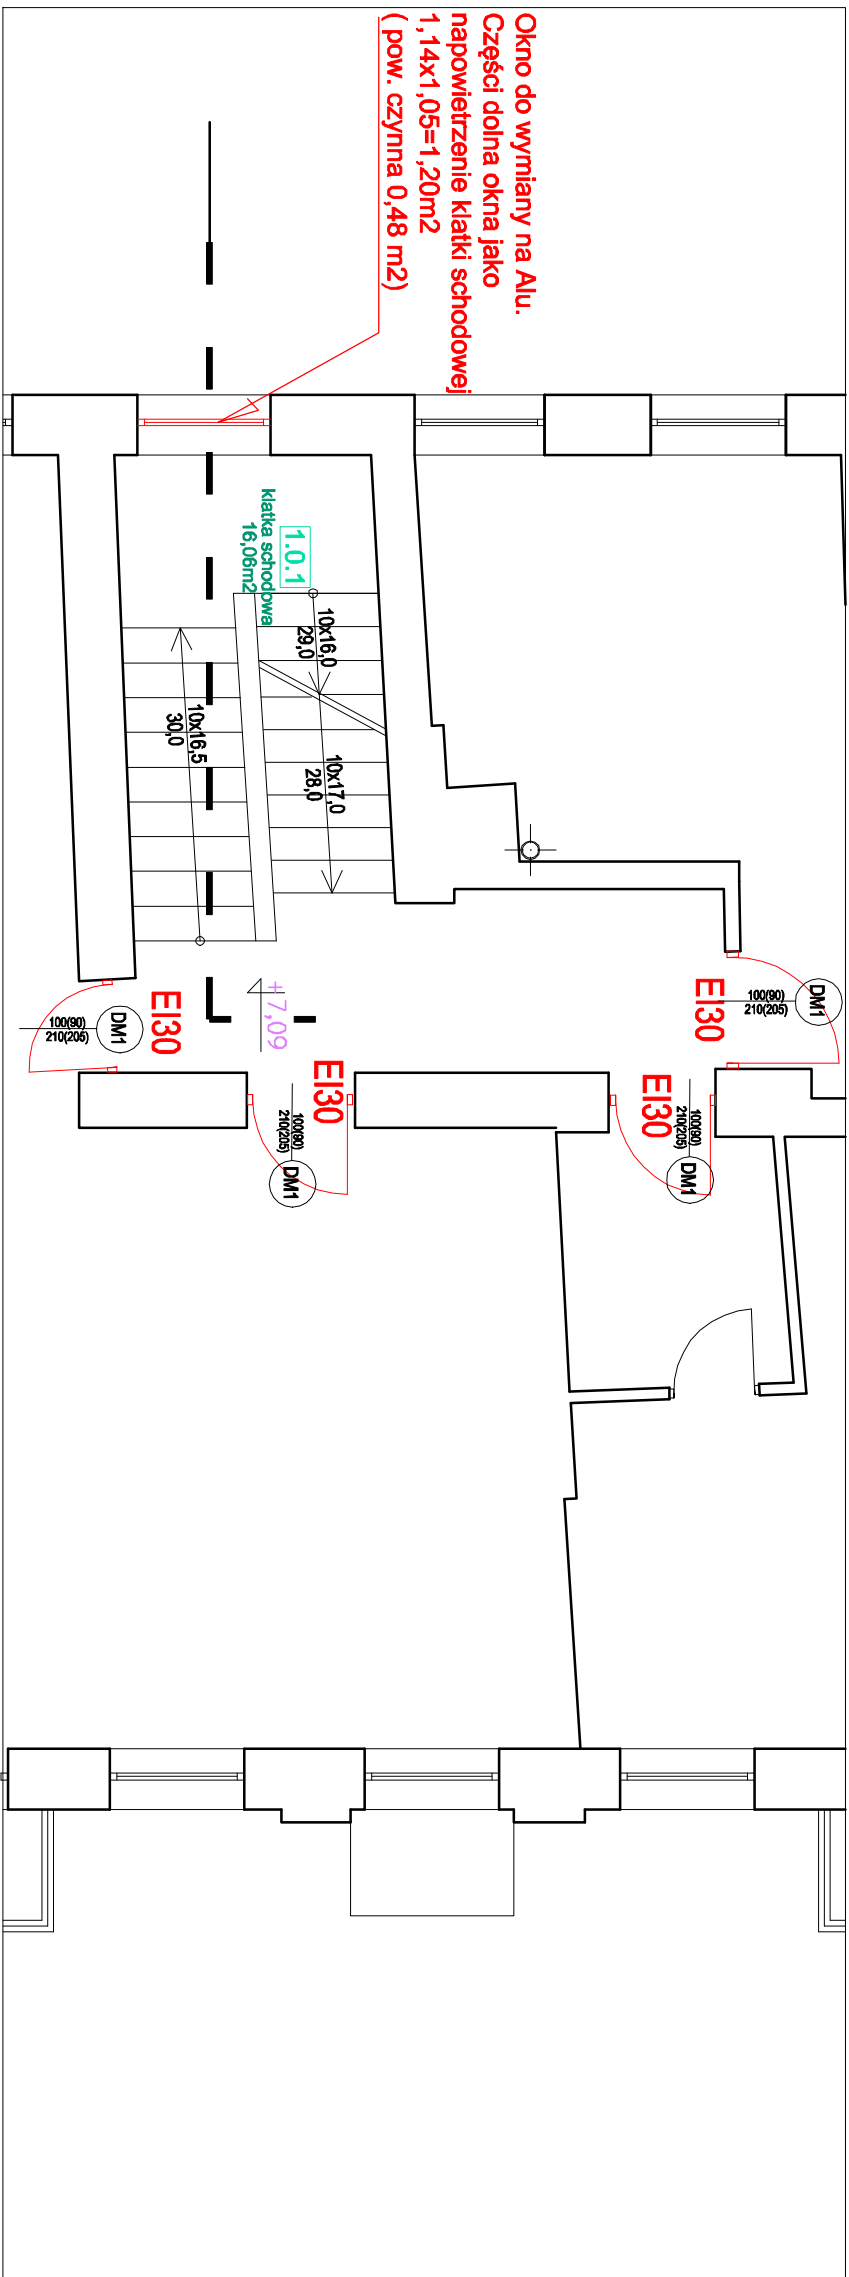 Okno do wymiany na Alu.
Części dolna okna jako
napowietrzenie klatki schodowej
1,14x1,05=1,20m2
( pow. czynna 0,48 m2)
1.0.1
klatka schodowa
16,06m2
10x16,0
29,0
10x17,0
28,0
10x16,5
30,0
+7,09
EI30
DM1
100(90)
210(205)
EI30
DM1
100(90)
210(205)
EI30
DM1
100(90)
210(205)
EI30
DM1
100(90)
210(205)